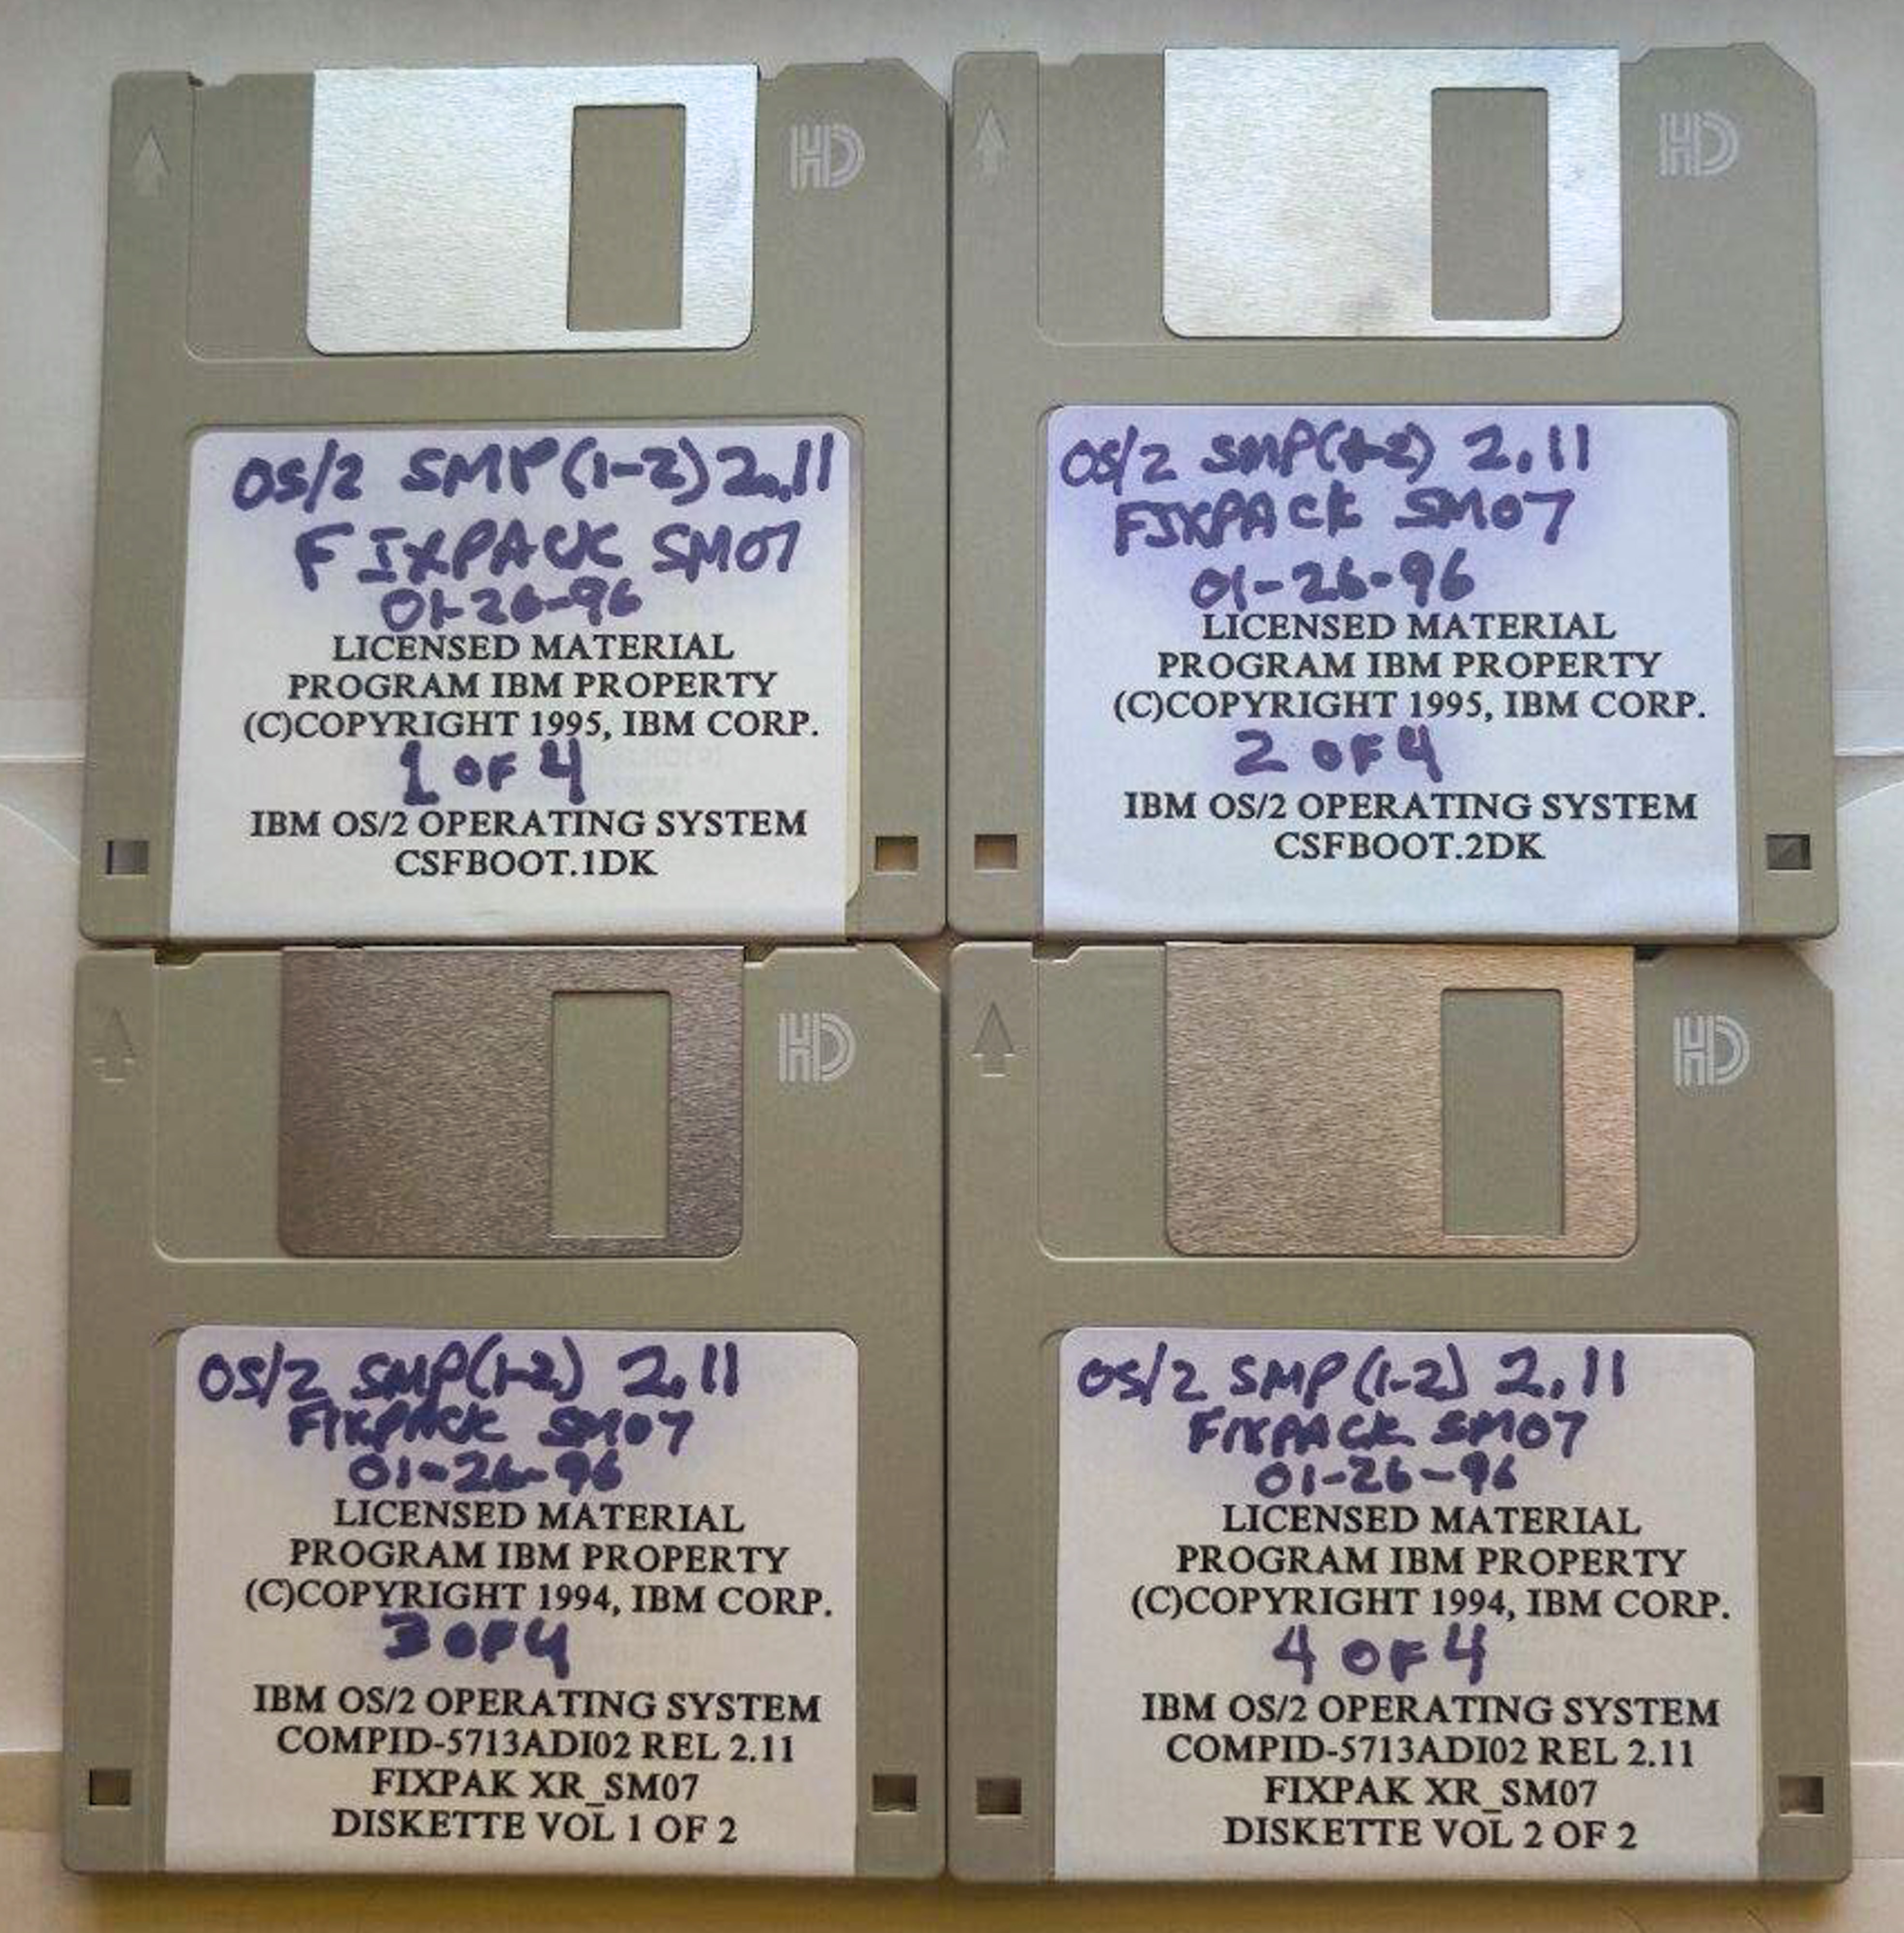 HD
OS/2 SMP(1-2) 2.11
FIXPACK SM07
01-26-96
LICENSED MATERIAL
PROGRAM IBM PROPERTY
(C)COPYRIGHT 1995, IBM CORP.
1 OF 4
IBM OS/2 OPERATING SYSTEM
CSFBOOT.1DK
HD
OS/2 SMP(1-2) 2.11
FIXPACK SM07
01-26-96
LICENSED MATERIAL
PROGRAM IBM PROPERTY
(C)COPYRIGHT 1995, IBM CORP.
2 OF 4
IBM OS/2 OPERATING SYSTEM
CSFBOOT.2DK
HD
OS/2 SMP(1-2) 2.11
FIXPACK SM07
01-26-96
LICENSED MATERIAL
PROGRAM IBM PROPERTY
(C)COPYRIGHT 1994, IBM CORP.
3 OF 4
IBM OS/2 OPERATING SYSTEM
COMPID-5713ADI02 REL 2.11
FIXPAK XR_SM07
DISKETTE VOL 1 OF 2
HD
OS/2 SMP(1-2) 2.11
FIXPACK SM07
01-26-96
LICENSED MATERIAL
PROGRAM IBM PROPERTY
(C)COPYRIGHT 1994, IBM CORP.
4 OF 4
IBM OS/2 OPERATING SYSTEM
COMPID-5713ADI02 REL 2.11
FIXPAK XR_SM07
DISKETTE VOL 2 OF 2